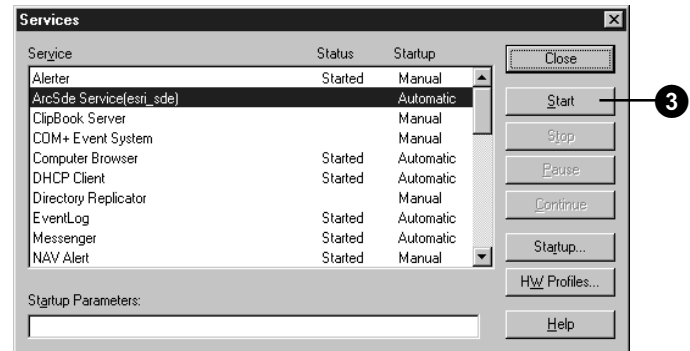 Services
Service Status Startup
Alerter Started Manual
ArcSde Service(esri_sde) Automatic
ClipBook Server Manual
COM+ Event System Manual
Computer Browser Started Automatic
DHCP Client Started Automatic
Directory Replicator Manual
EventLog Started Automatic
Messenger Started Automatic
NAV Alert Started Manual
Startup Parameters:
Close
Start
3
Stop
Pause
Continue
Startup...
HW Profiles...
Help